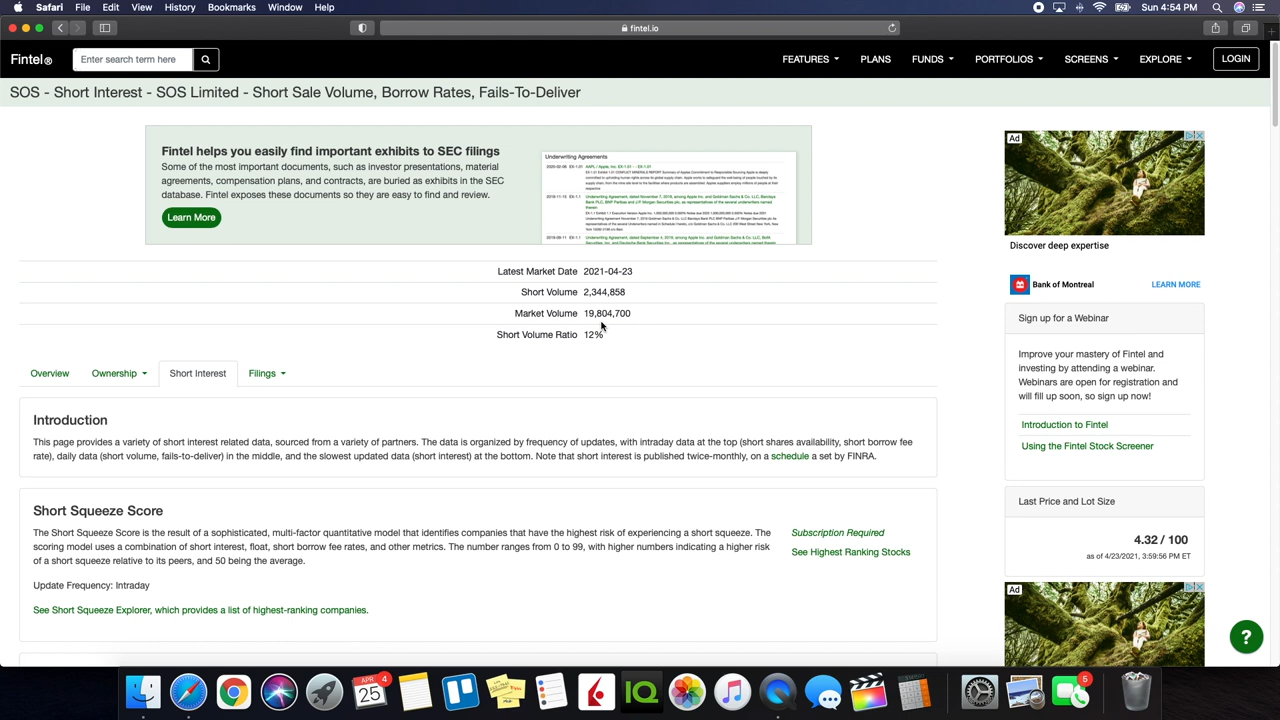 Safari File Edit View History Bookmarks Window Help Sun 4:54 PM
fintel.io
Fintel Enter search term here FEATURES PLANS FUNDS PORTFOLIOS SCREENS EXPLORE LOGIN
SOS - Short Interest - SOS Limited - Short Sale Volume, Borrow Rates, Fails-To-Deliver
Fintel helps you easily find important exhibits to SEC filings
Some of the most important documents, such as investor presentations, material
agreements, compensation plans, and contracts, are buried as exhibits in the SEC
database. Fintel exposes these documents so they are easy to find and review.
Learn More
Underwriting Agreements
Ad
Discover deep expertise
Bank of Montreal LEARN MORE
Latest Market Date 2021-04-23
Short Volume 2,344,858
Market Volume 19,804,700
Short Volume Ratio 12%
Overview Ownership Short Interest Filings
Introduction
This page provides a variety of short interest related data, sourced from a variety of partners. The data is organized by frequency of updates, with intraday data at the top (short shares availability, short borrow fee
rate), daily data (short volume, fails-to-deliver) in the middle, and the slowest updated data (short interest) at the bottom. Note that short interest is published twice-monthly, on a schedule a set by FINRA.
Short Squeeze Score
The Short Squeeze Score is the result of a sophisticated, multi-factor quantitative model that identifies companies that have the highest risk of experiencing a short squeeze. The
scoring model uses a combination of short interest, float, short borrow fee rates, and other metrics. The number ranges from 0 to 99, with higher numbers indicating a higher risk
of a short squeeze relative to its peers, and 50 being the average.
Subscription Required
See Highest Ranking Stocks
Update Frequency: Intraday
See Short Squeeze Explorer, which provides a list of highest-ranking companies.
Sign up for a Webinar
Improve your mastery of Fintel and
investing by attending a webinar.
Webinars are open for registration and
will fill up soon, so sign up now!
Introduction to Fintel
Using the Fintel Stock Screener
Last Price and Lot Size
4.32 / 100
as of 4/23/2021, 3:59:56 PM ET
Ad
?
APR 4
25
IQ
5